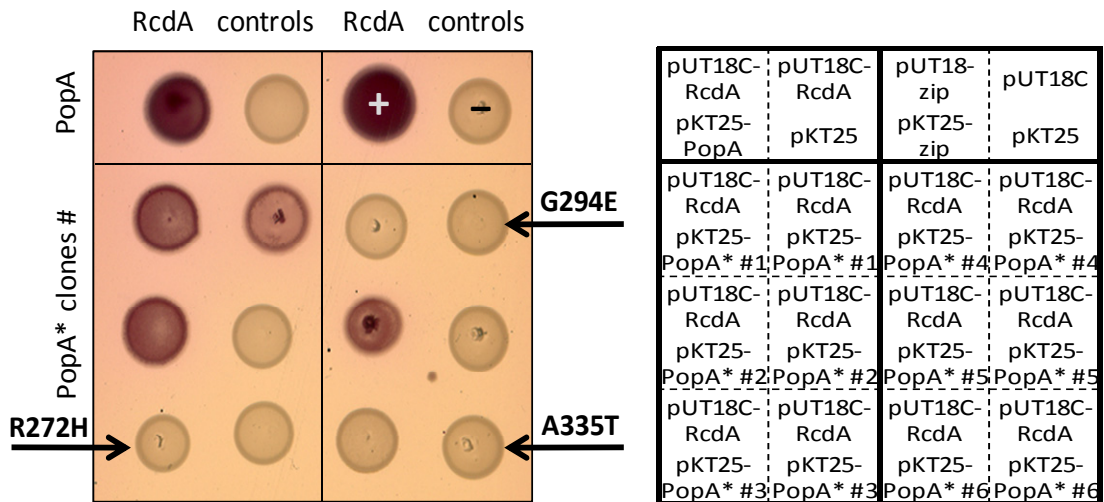 RcdA controls RcdA controls
PopA
+
–
PopA* clones #
G294E
R272H
A335T
pUT18C-RcdA
pKT25-PopA
pUT18C-RcdA
pKT25
pUT18-zip
pKT25-zip
pUT18C
pKT25
pUT18C-RcdA
pKT25-PopA* #1
pUT18C-RcdA
pKT25-PopA* #1
pUT18C-RcdA
pKT25-PopA* #4
pUT18C-RcdA
pKT25-PopA* #4
pUT18C-RcdA
pKT25-PopA* #2
pUT18C-RcdA
pKT25-PopA* #2
pUT18C-RcdA
pKT25-PopA* #5
pUT18C-RcdA
pKT25-PopA* #5
pUT18C-RcdA
pKT25-PopA* #3
pUT18C-RcdA
pKT25-PopA* #3
pUT18C-RcdA
pKT25-PopA* #6
pUT18C-RcdA
pKT25-PopA* #6